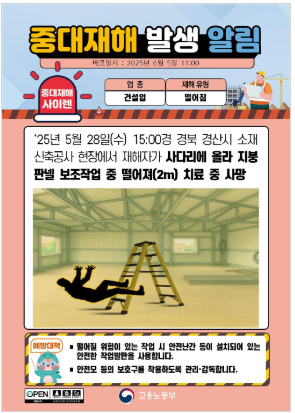 중대재해 발생 알림
배포일시 : 2025년 6월 5일 11:00
중대재해
사이렌
업 종
재해 유형
건설업
떨어짐
'25년 5월 28일(수) 15:00경 경북 경산시 소재
신축공사 현장에서 재해자가 사다리에 올라 지붕
판넬 보조작업 중 떨어져(2m) 치료 중 사망
예방대책
▪ 떨어질 위험이 있는 작업 시 안전난간 등이 설치되어 있는
안전한 작업발판을 사용합니다.
▪ 안전모 등의 보호구를 착용하도록 관리·감독합니다.
OPEN
고용노동부